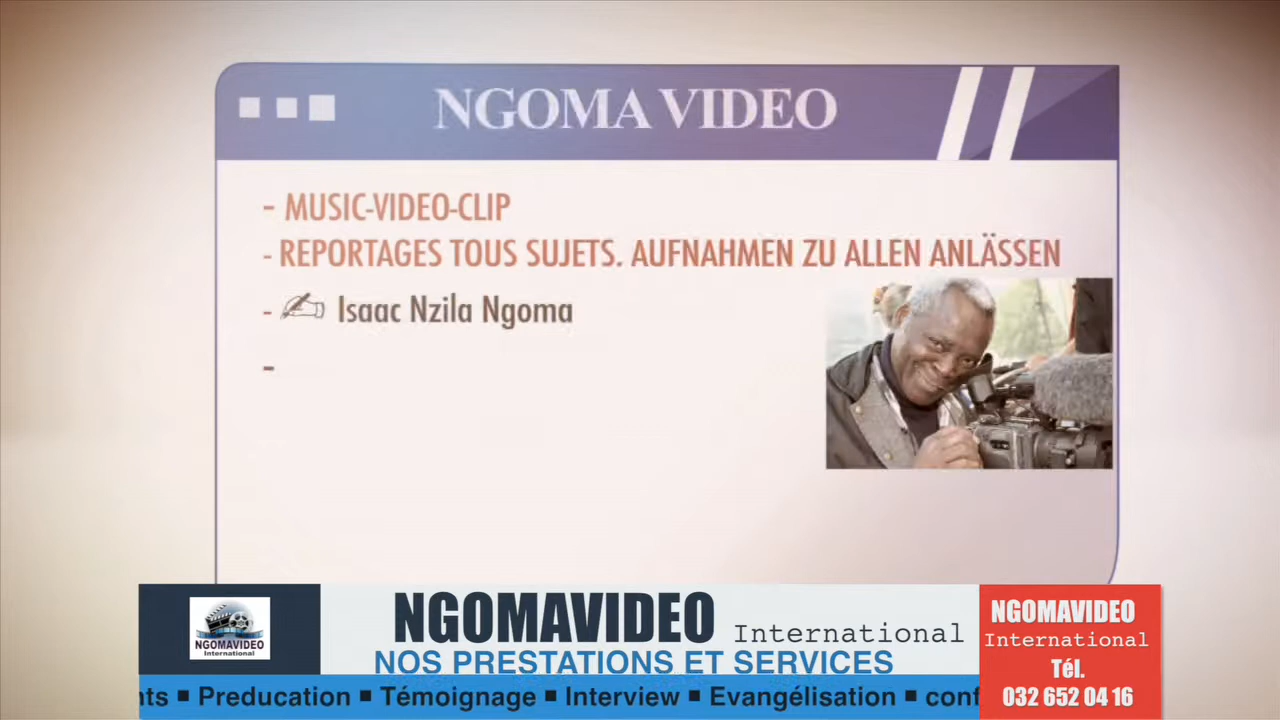 NGOMA VIDEO
- MUSIC-VIDEO-CLIP
- REPORTAGES TOUS SUJETS. AUFNAHMEN ZU ALLEN ANLÄSSEN
- ✍ Isaac Nzila Ngoma
-
NGOMAVIDEO
International
NGOMAVIDEO International
NOS PRESTATIONS ET SERVICES
nts ■ Preducation ■ Témoignage ■ Interview ■ Evangélisation ■ conf
NGOMAVIDEO
International
Tél.
032 652 04 16